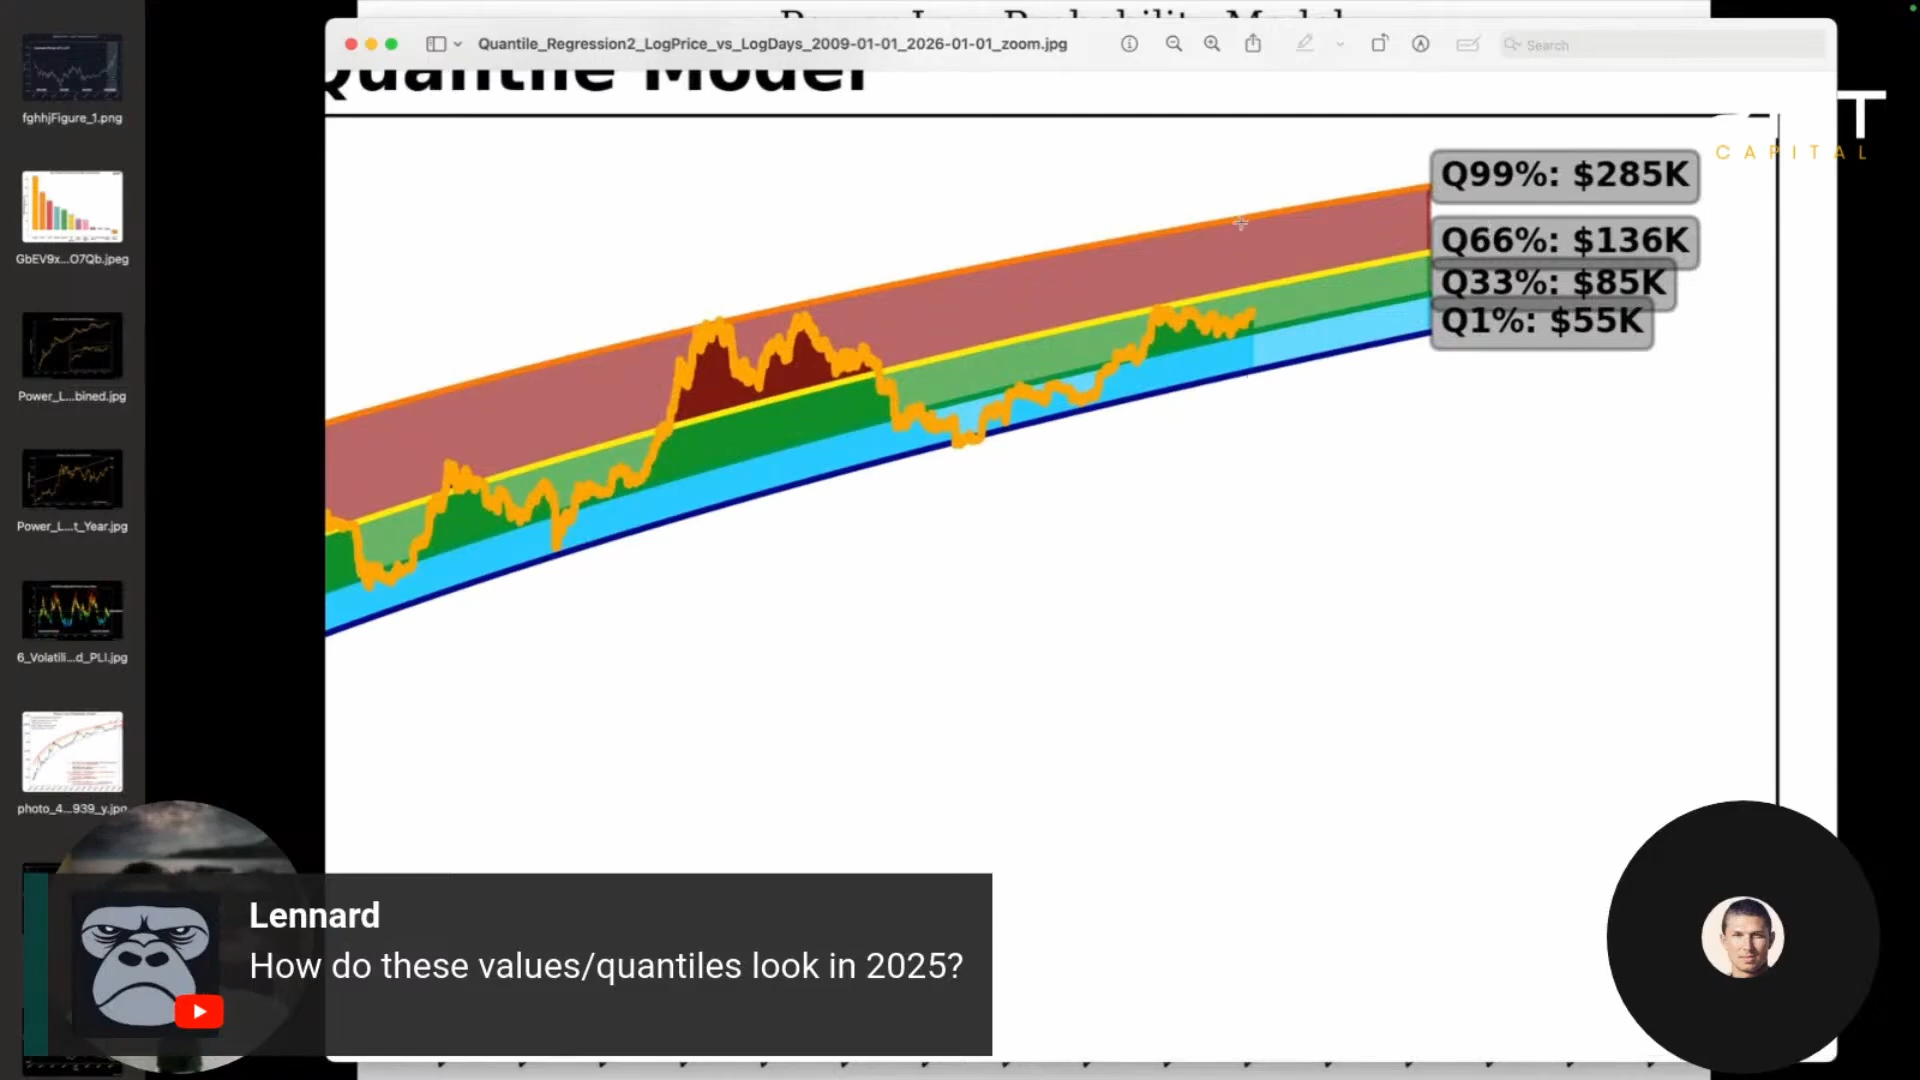 Quantile_Regression2_LogPrice_vs_LogDays_2009-01-01_2026-01-01_zoom.jpg
Search
Quantile Model
T
CAPITAL
Q99%: $285K
Q66%: $136K
Q33%: $85K
Q1%: $55K
fghhjFigure_1.png
GbEV9x...O7Qb.jpeg
Power_L...bined.jpg
Power_L...t_Year.jpg
6_Volatili...d_PLI.jpg
photo_4...939_y.jpg
Lennard
How do these values/quantiles look in 2025?